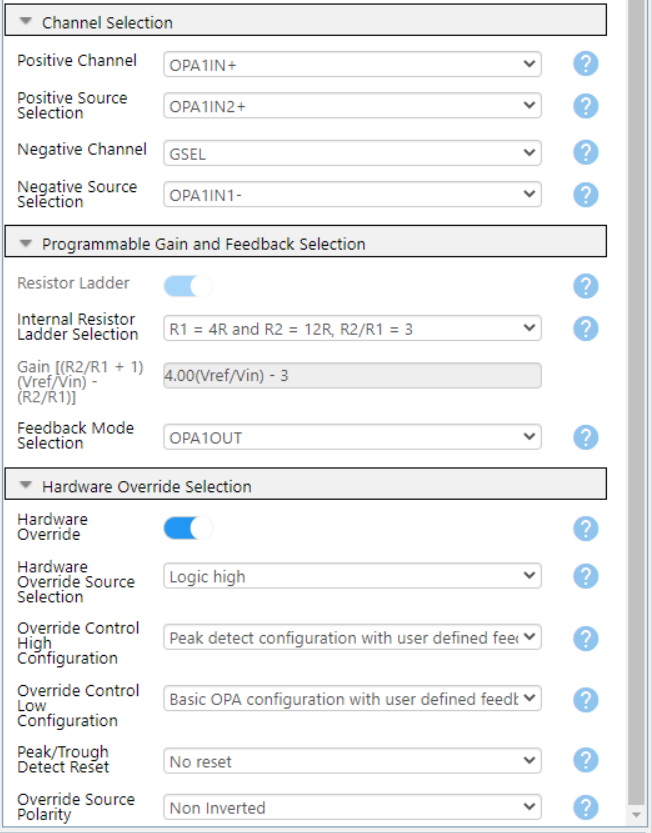 Channel Selection
Positive Channel
OPA1IN+
?
Positive Source
Selection
OPA1IN2+
?
Negative Channel
GSEL
?
Negative Source
Selection
OPA1IN1-
?
Programmable Gain and Feedback Selection
Resistor Ladder
?
Internal Resistor
Ladder Selection
R1 = 4R and R2 = 12R, R2/R1 = 3
?
Gain [(R2/R1 + 1)
(Vref/Vin) -
(R2/R1)]
4.00(Vref/Vin) - 3
Feedback Mode
Selection
OPA1OUT
?
Hardware Override Selection
Hardware
Override
?
Hardware
Override Source
Selection
Logic high
?
Override Control
High
Configuration
Peak detect configuration with user defined feec
?
Override Control
Low
Configuration
Basic OPA configuration with user defined feedb
?
Peak/Trough
Detect Reset
No reset
?
Override Source
Polarity
Non Inverted
?